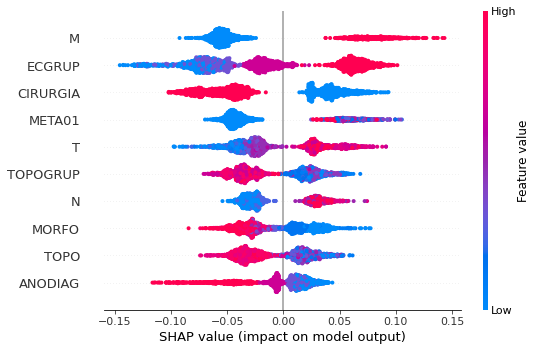 High
M
ECGRUP
CIRURGIA
META01
T
TOPOGRUP
N
MORFO
TOPO
ANODIAG
Feature value
Low
−0.15 −0.10 −0.05 0.00 0.05 0.10 0.15
SHAP value (impact on model output)